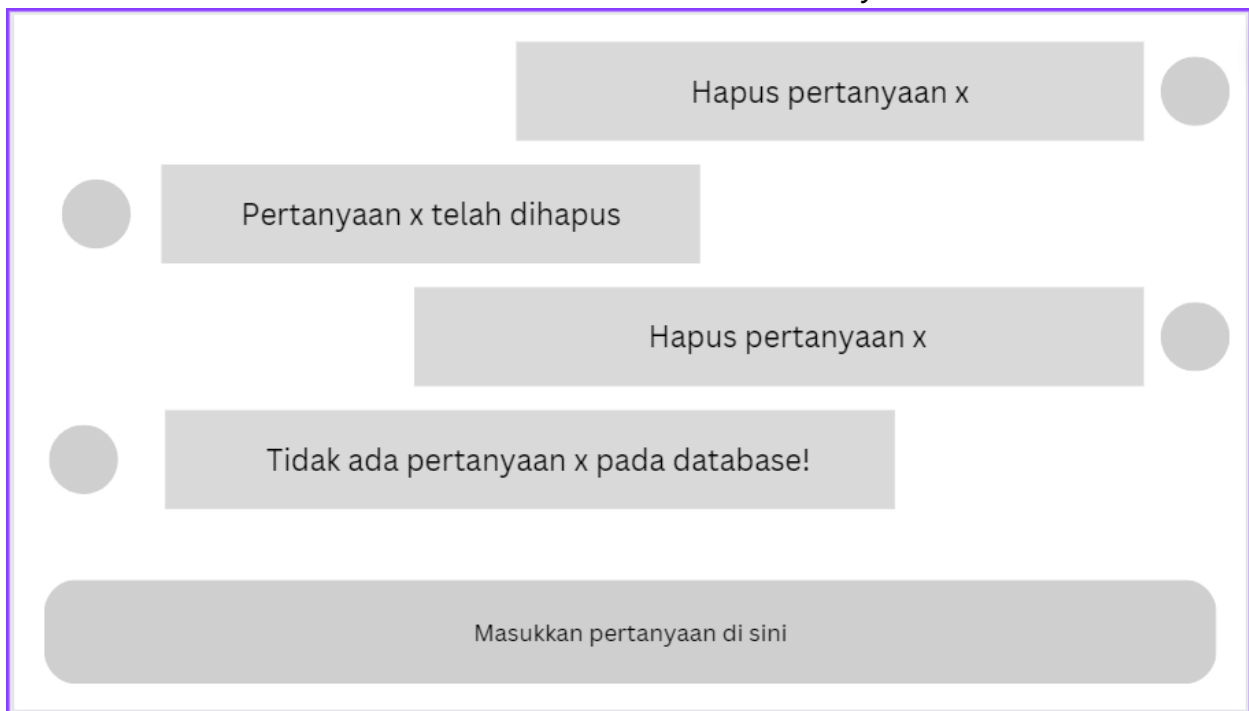 Hapus pertanyaan x
Pertanyaan x telah dihapus
Hapus pertanyaan x
Tidak ada pertanyaan x pada database!
Masukkan pertanyaan di sini